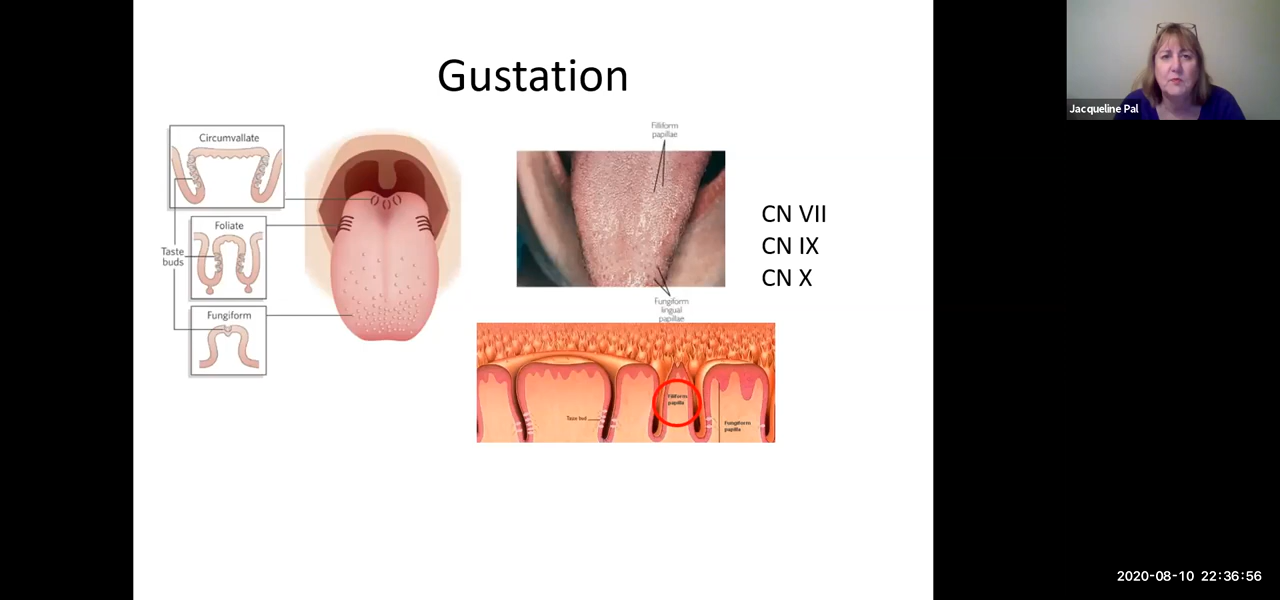 Gustation
Circumvallate
Foliate
Taste
buds
Fungiform
Filliform
papillae
Fungiform
lingual
papillae
CN VII
CN IX
CN X
Taste bud
Filiform
papilla
Fungiform
papilla
Jacqueline Pal
2020-08-10 22:36:56